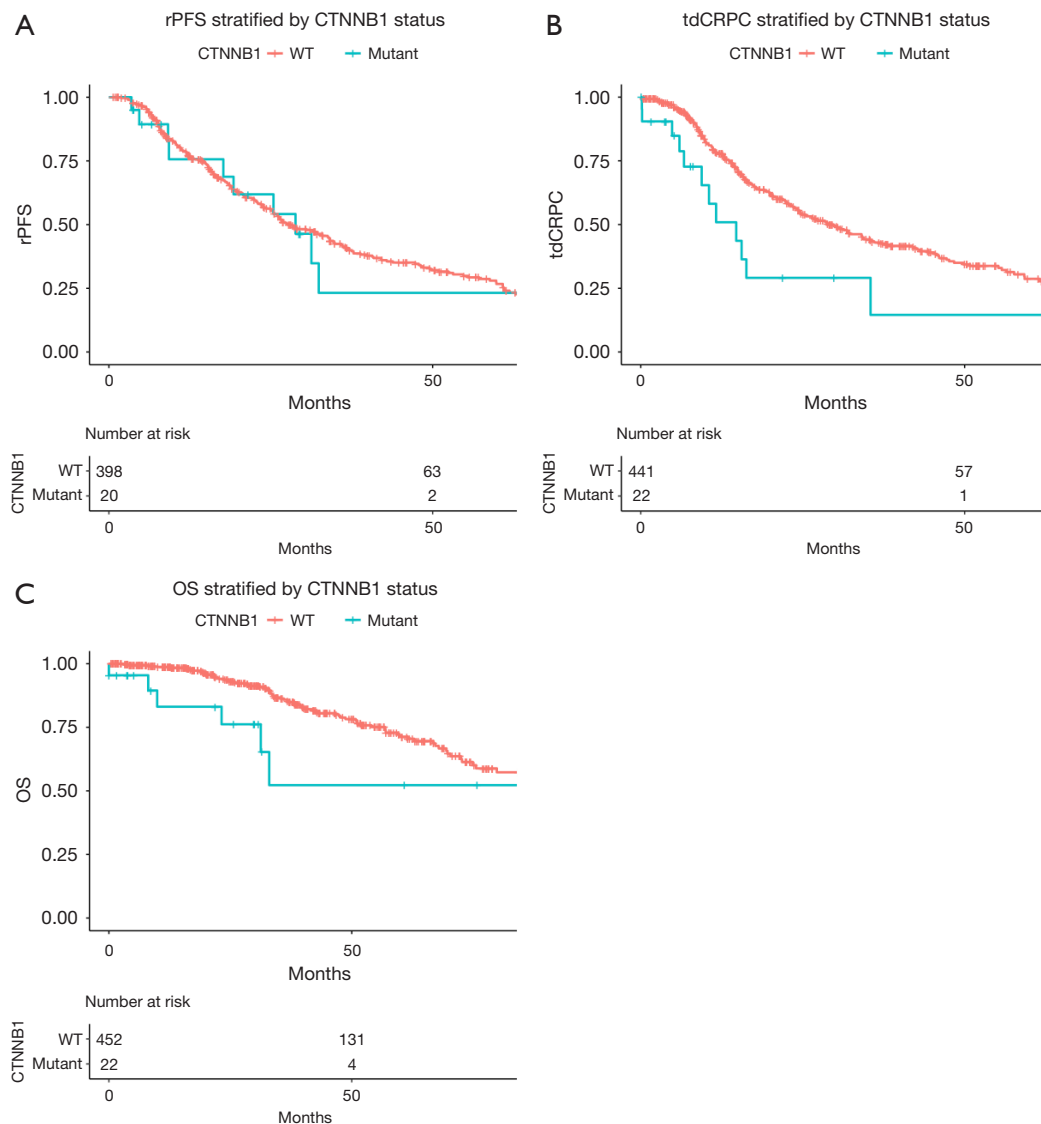 A
rPFS stratified by CTNNB1 status
CTNNB1 WT Mutant
1.00
0.75
0.50
0.25
0.00
rPFS
0 50
Months
Number at risk
CTNNB1
WT 398 63
Mutant 20 2
0 50
Months
B
tdCRPC stratified by CTNNB1 status
CTNNB1 WT Mutant
1.00
0.75
0.50
0.25
0.00
tdCRPC
0 50
Months
Number at risk
CTNNB1
WT 441 57
Mutant 22 1
0 50
Months
C
OS stratified by CTNNB1 status
CTNNB1 WT Mutant
1.00
0.75
0.50
0.25
0.00
OS
0 50
Months
Number at risk
CTNNB1
WT 452 131
Mutant 22 4
0 50
Months